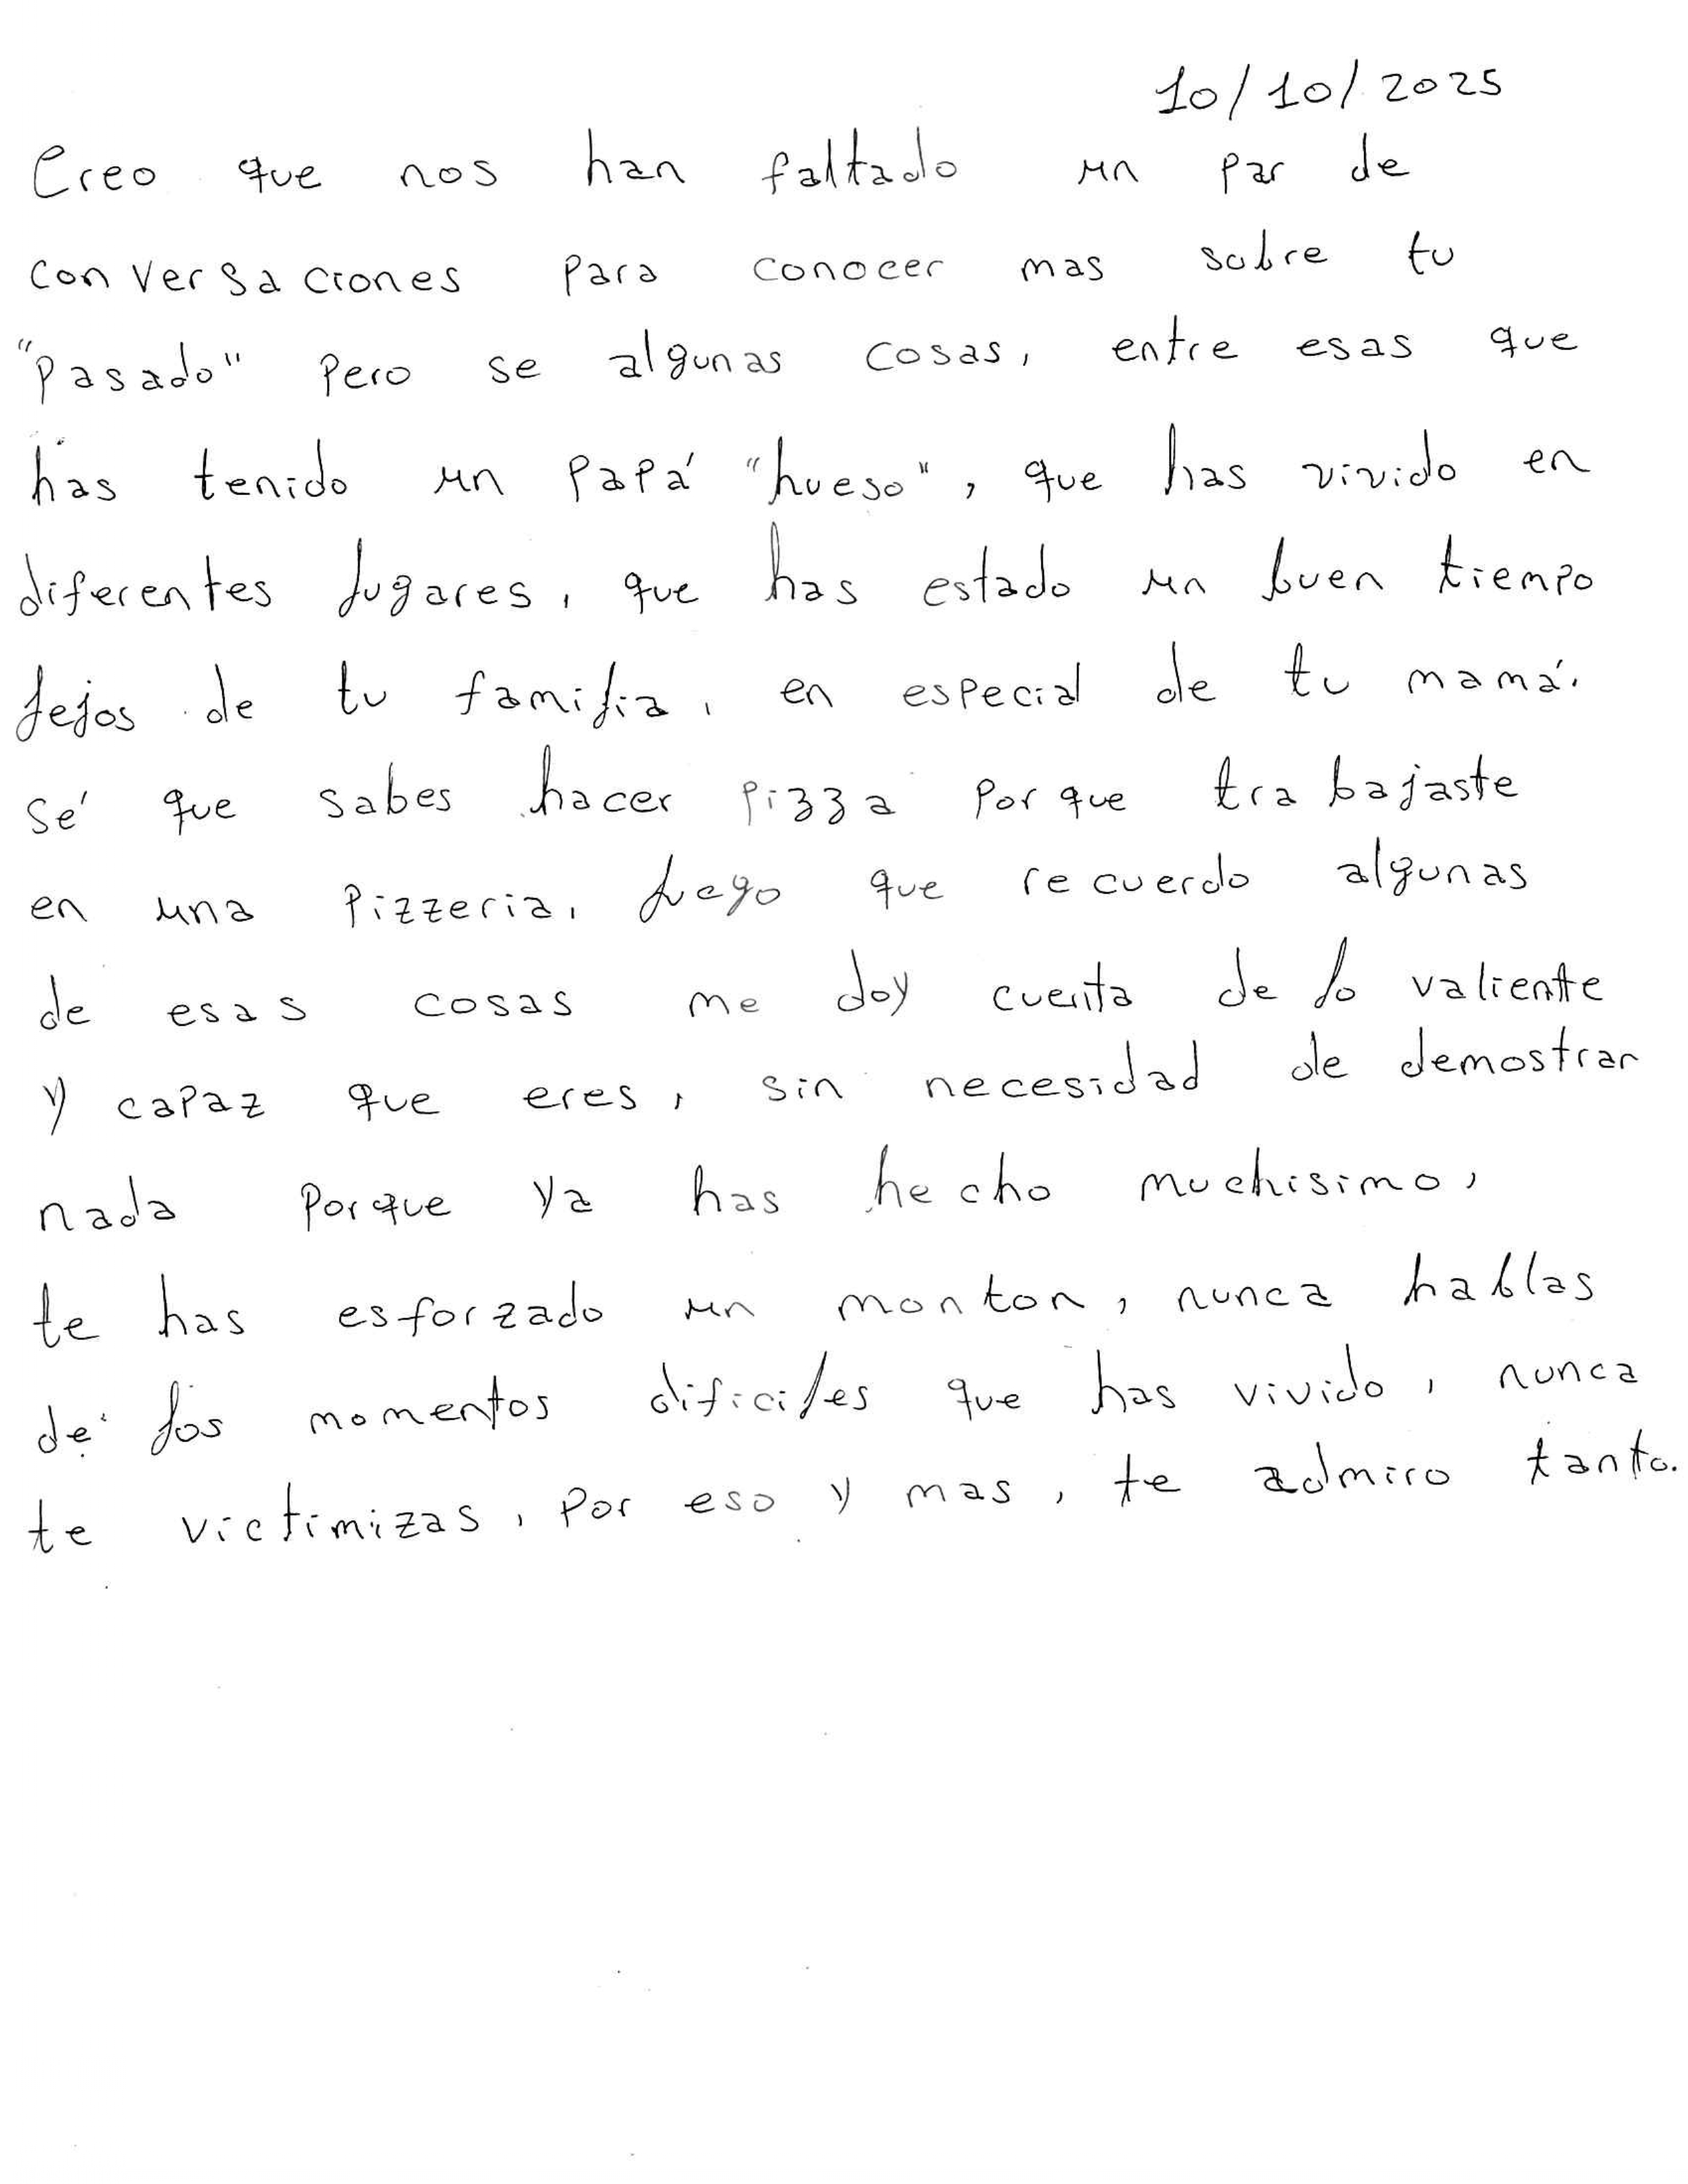 10/10/2025
Creo que nos han faltado un par de
conversaciones para conocer mas sobre tu
"pasado" pero se algunas cosas, entre esas que
has tenido un papá "hueso", que has vivido en
diferentes lugares, que has estado un buen tiempo
lejos de tu familia, en especial de tu mamá.
Sé que sabes hacer pizza porque trabajaste
en una pizzeria, luego que recuerdo algunas
de esas cosas me doy cuenta de lo valiente
y capaz que eres, sin necesidad de demostrar
nada porque ya has hecho muchisimo,
te has esforzado un monton, nunca hablas
de los momentos dificiles que has vivido, nunca
te victimizas, por eso y mas, te admiro tanto.